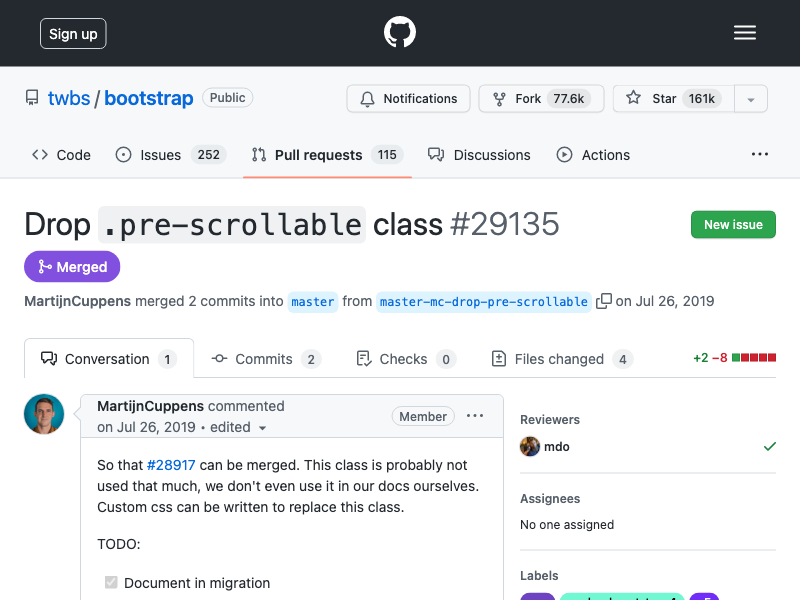 Sign up
twbs / bootstrap Public
Notifications Fork 77.6k Star 161k
Code Issues 252 Pull requests 115 Discussions Actions
Drop .pre-scrollable class #29135
New issue
Merged
MartijnCuppens merged 2 commits into master from master-mc-drop-pre-scrollable on Jul 26, 2019
Conversation 1 Commits 2 Checks 0 Files changed 4 +2 −8
MartijnCuppens commented
on Jul 26, 2019 • edited
Member
So that #28917 can be merged. This class is probably not
used that much, we don't even use it in our docs ourselves.
Custom css can be written to replace this class.
TODO:
Document in migration
Reviewers
mdo
Assignees
No one assigned
Labels